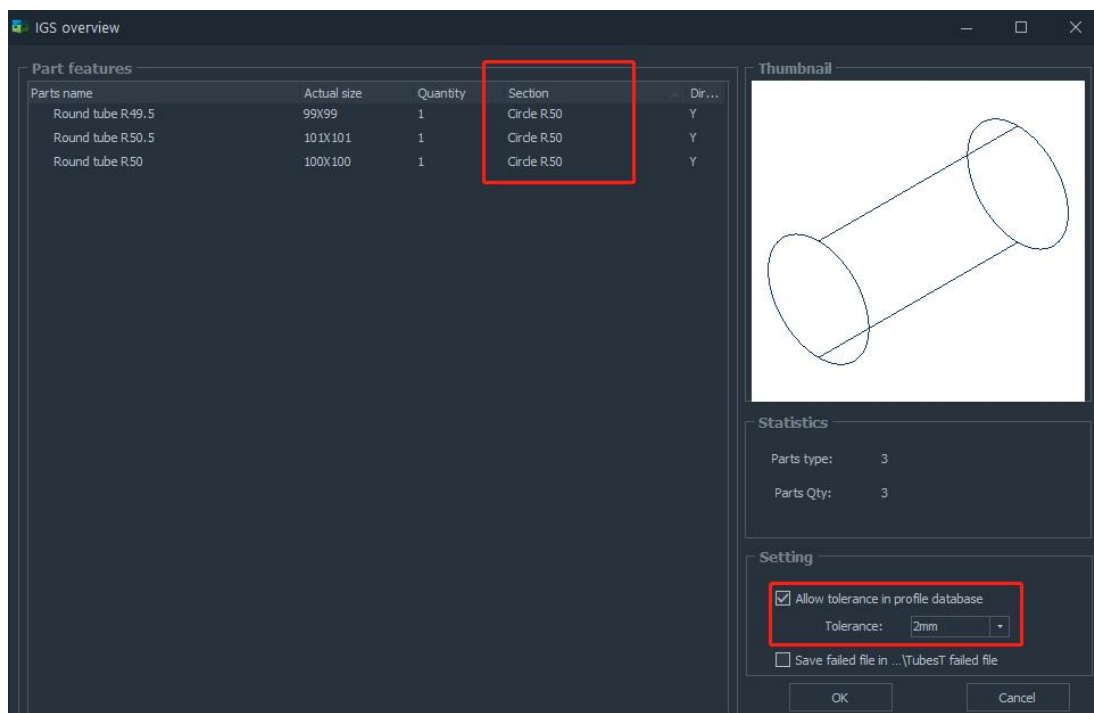 IGS overview
Part features
Parts name Actual size Quantity Section Dir...
Round tube R49.5 99X99 1 Circle R50 Y
Round tube R50.5 101X101 1 Circle R50 Y
Round tube R50 100X100 1 Circle R50 Y
Thumbnail
Statistics
Parts type: 3
Parts Qty: 3
Setting
Allow tolerance in profile database
Tolerance: 2mm
Save failed file in ...\TubesT failed file
OK Cancel